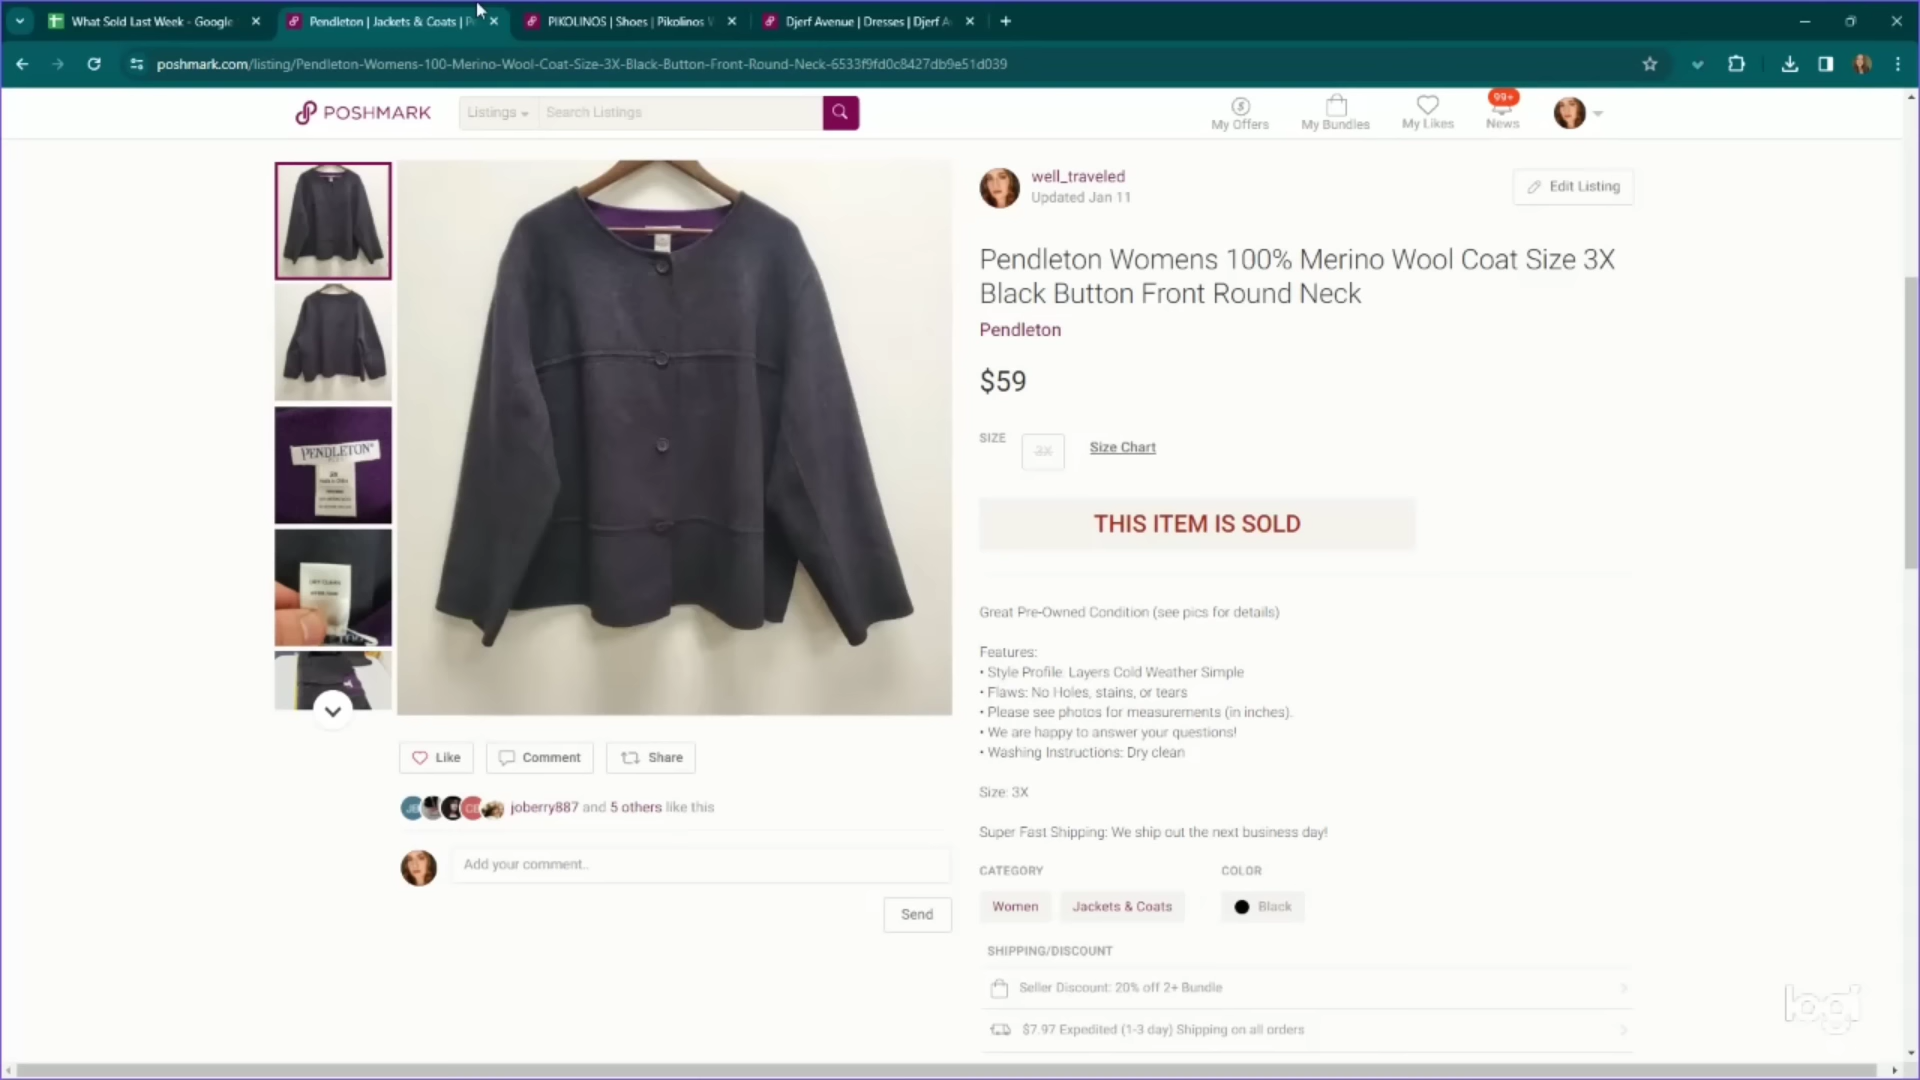 What Sold Last Week - Google
Pendleton | Jackets & Coats |
PIKOLINOS | Shoes | Pikolinos
Djerf Avenue | Dresses | Djerf A
poshmark.com/listing/Pendleton-Womens-100-Merino-Wool-Coat-Size-3X-Black-Button-Front-Round-Neck-6533f9fd0c8427db9e51d039
POSHMARK
Listings
Search Listings
My Offers
My Bundles
My Likes
99+
News
well_traveled
Updated Jan 11
Edit Listing
Pendleton Womens 100% Merino Wool Coat Size 3X
Black Button Front Round Neck
Pendleton
$59
SIZE
3X
Size Chart
THIS ITEM IS SOLD
PENDLETON
Great Pre-Owned Condition (see pics for details)
Features:
• Style Profile: Layers Cold Weather Simple
• Flaws: No Holes, stains, or tears
• Please see photos for measurements (in inches).
• We are happy to answer your questions!
• Washing Instructions: Dry clean
Size: 3X
Super Fast Shipping: We ship out the next business day!
Like
Comment
Share
joberry887 and 5 others like this
Add your comment..
Send
CATEGORY
COLOR
Women
Jackets & Coats
Black
SHIPPING/DISCOUNT
Seller Discount: 20% off 2+ Bundle
$7.97 Expedited (1-3 day) Shipping on all orders
logi